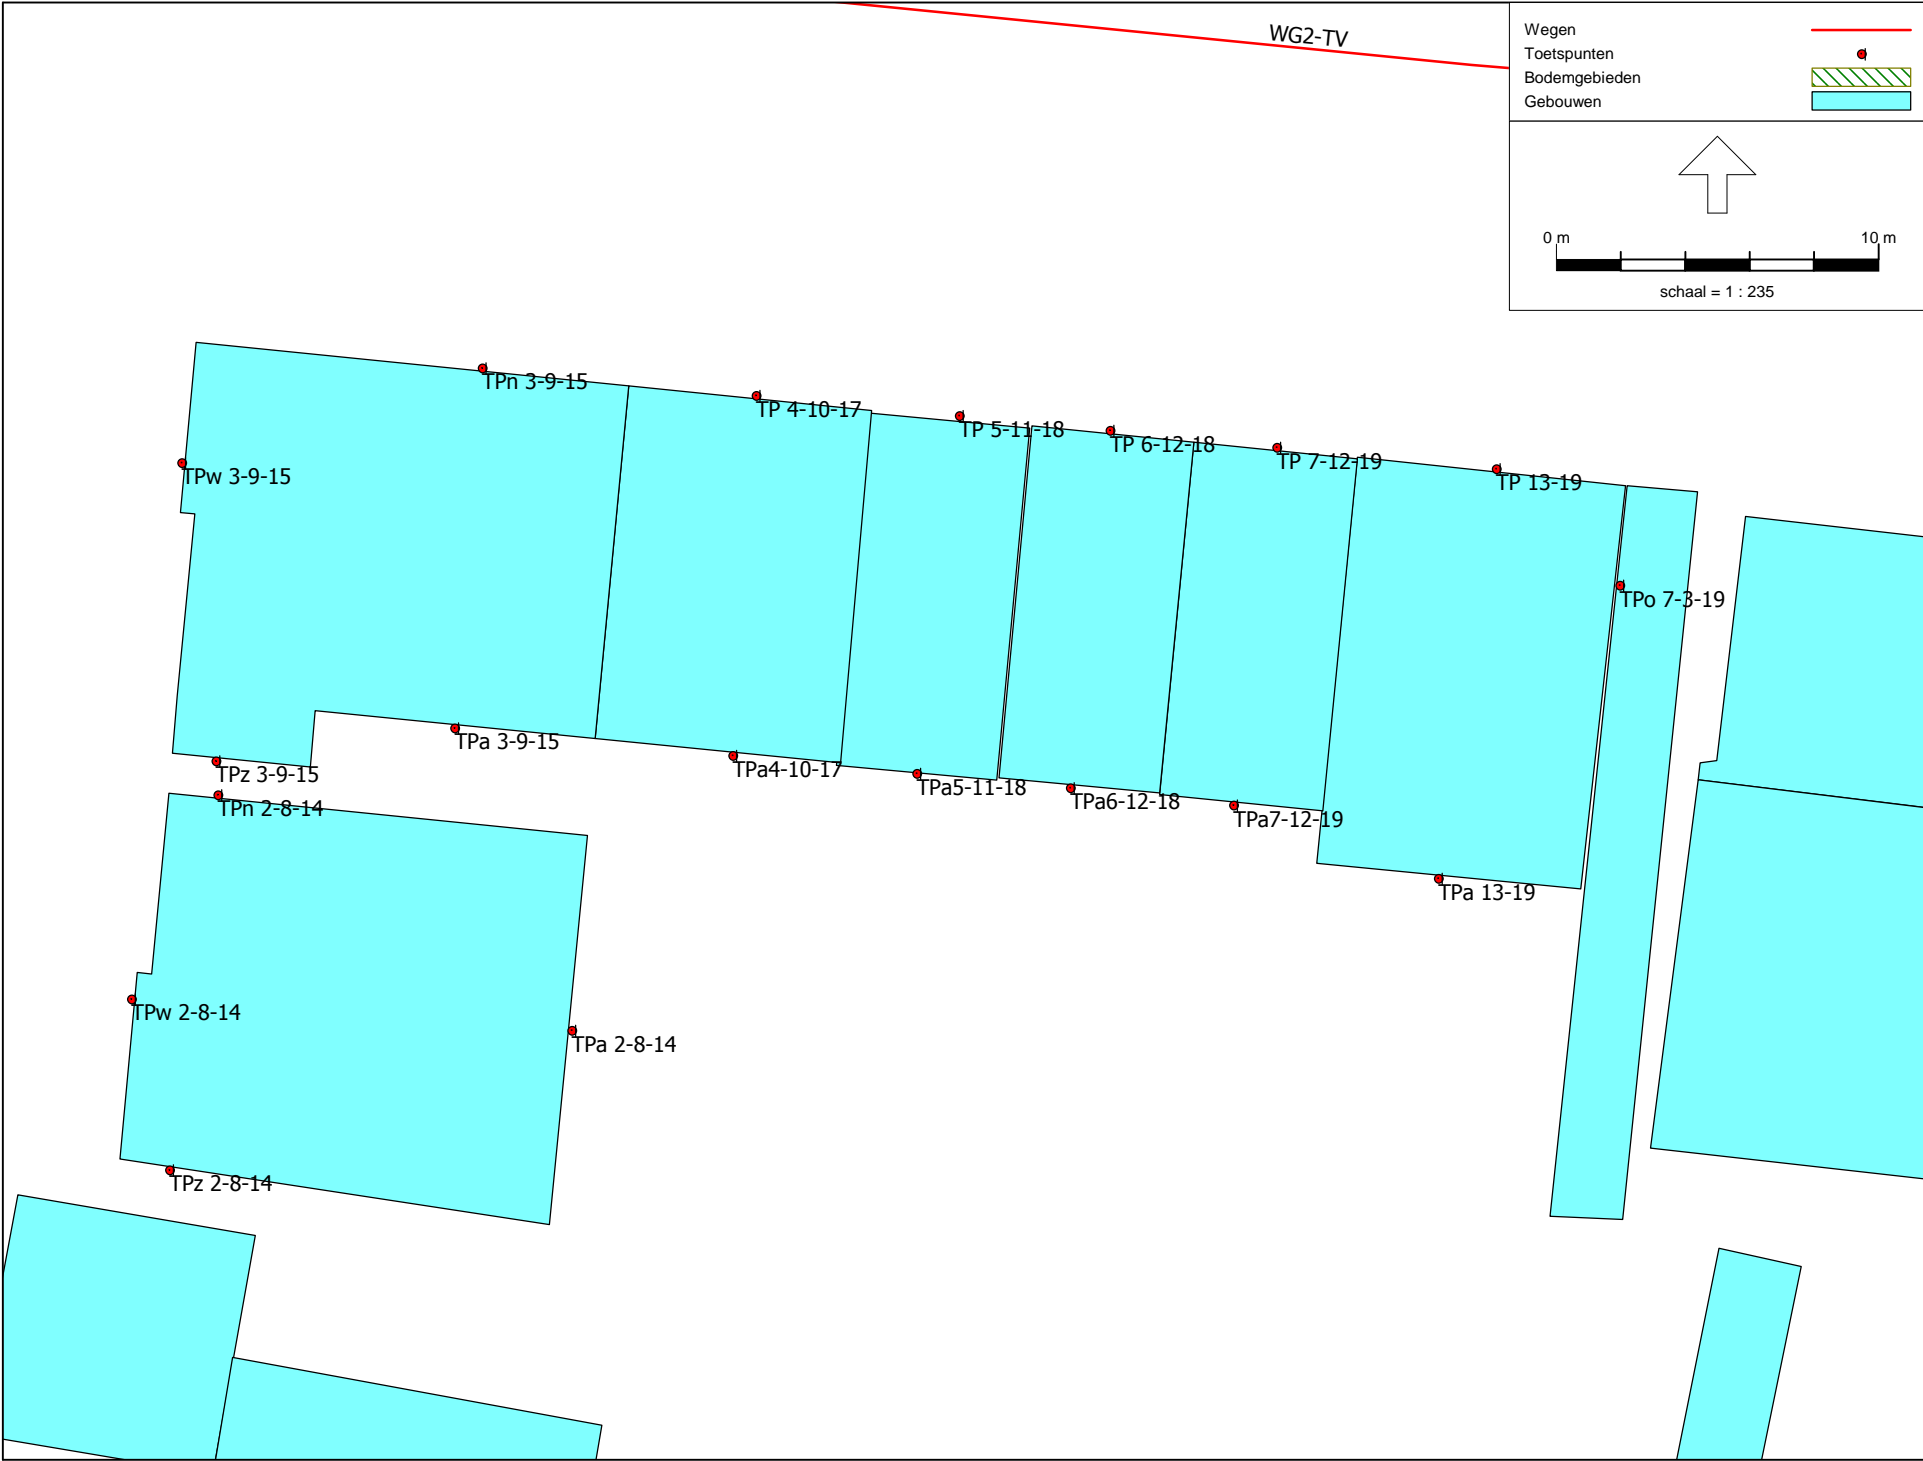 WG2-TV
Wegen
Toetspunten
Bodemgebieden
Gebouwen
0 m 10 m
schaal = 1 : 235
TPn 3-9-15
TP 4-10-17
TP 5-11-18
TP 6-12-18
TP 7-12-19
TP 13-19
TPw 3-9-15
TPo 7-3-19
TPa 3-9-15
TPa4-10-17
TPz 3-9-15
TPa5-11-18
TPa6-12-18
TPn 2-8-14
TPa7-12-19
TPa 13-19
TPw 2-8-14
TPa 2-8-14
TPz 2-8-14